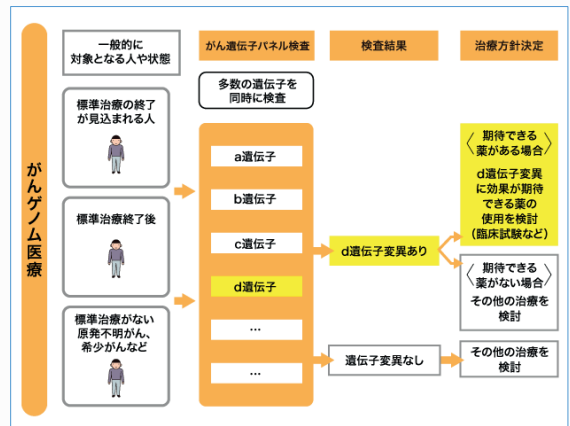 がんゲノム医療
一般的に
対象となる人や状態
標準治療の終了
が見込まれる人
標準治療終了後
標準治療がない
原発不明がん、
希少がんなど
がん遺伝子パネル検査
多数の遺伝子を
同時に検査
a遺伝子
b遺伝子
c遺伝子
d遺伝子
…
…
検査結果
d遺伝子変異あり
遺伝子変異なし
治療方針決定
〈期待できる
薬がある場合〉
d遺伝子変異
に効果が期待
できる薬の
使用を検討
（臨床試験など）
〈期待できる
薬がない場合〉
その他の治療を
検討
その他の治療を
検討